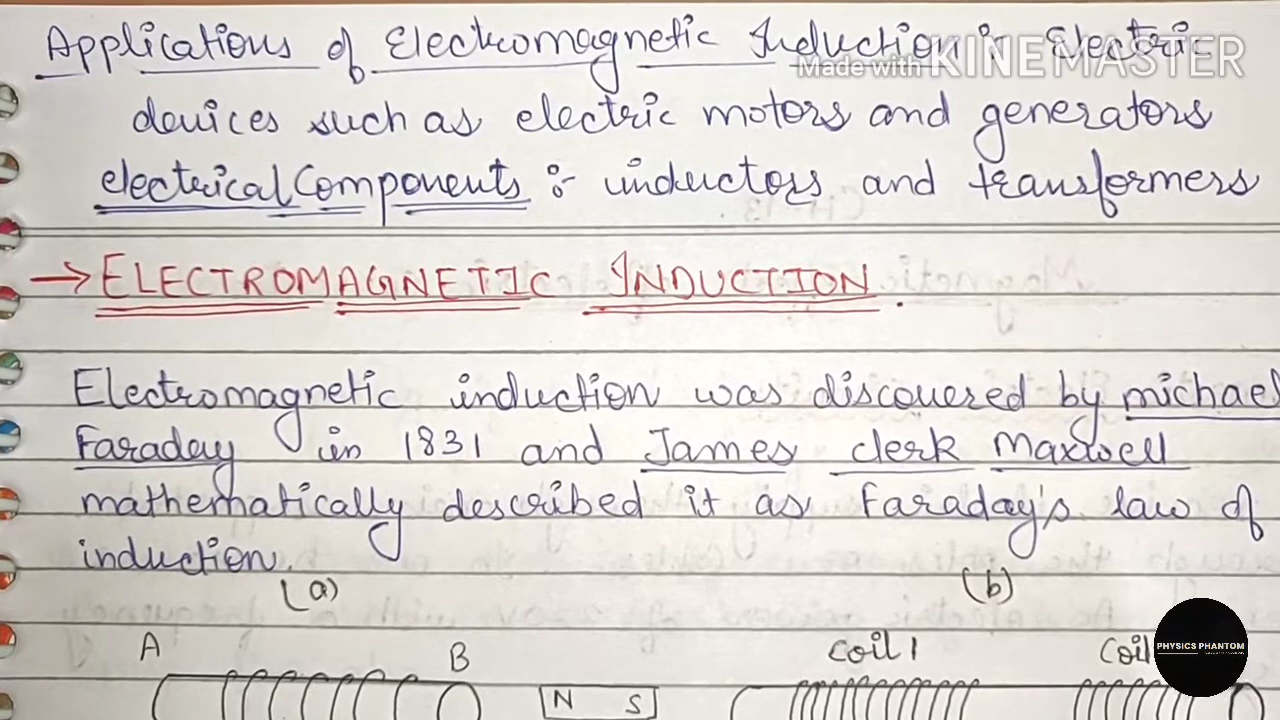 Applications of Electromagnetic Induction :- Electric
Made with KINEMASTER
devices such as electric motors and generators
electrical Components :- inductors and transformers
→ ELECTROMAGNETIC INDUCTION.
Electromagnetic induction was discovered by michael
Faraday in 1831 and James clerk Maxwell
mathematically described it as Faraday's law of
induction.
(a) (b)
A B Coil 1 Coil
N S
PHYSICS PHANTOM